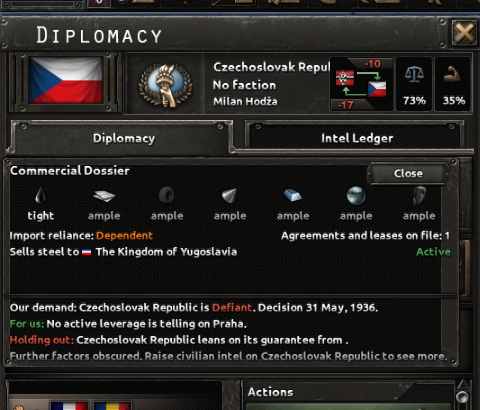 DIPLOMACY
Czechoslovak Repul
No faction
Milan Hodža
-10
-17
73%
35%
Diplomacy
Intel Ledger
Commercial Dossier
Close
tight ample ample ample ample ample ample
Import reliance: Dependent
Agreements and leases on file: 1
Sells steel to The Kingdom of Yugoslavia
Active
Our demand: Czechoslovak Republic is Defiant. Decision 31 May, 1936.
For us: No active leverage is telling on Praha.
Holding out: Czechoslovak Republic leans on its guarantee from .
Further factors obscured. Raise civilian intel on Czechoslovak Republic to see more.
Actions